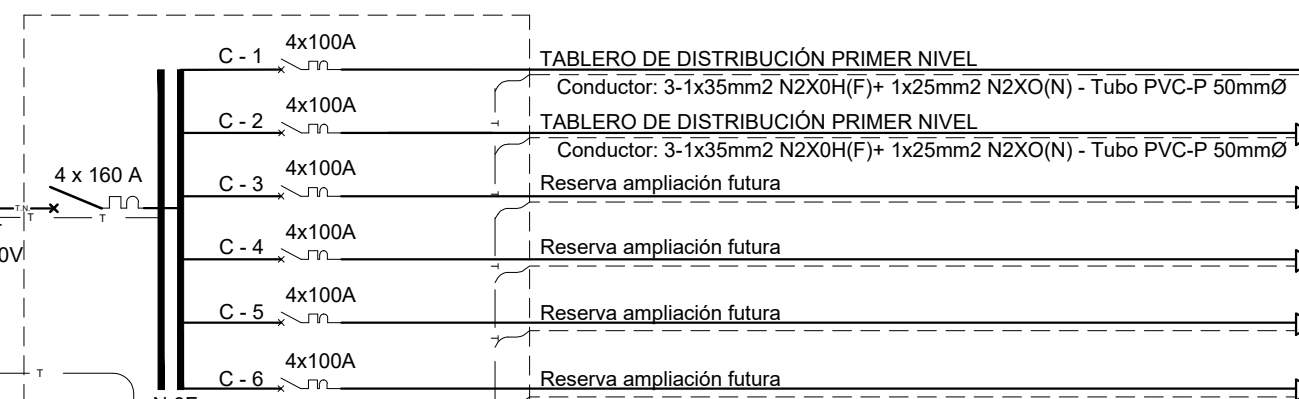 C - 1
4x100A
TABLERO DE DISTRIBUCIÓN PRIMER NIVEL
Conductor: 3-1x35mm2 N2X0H(F)+ 1x25mm2 N2XO(N) - Tubo PVC-P 50mmØ
C - 2
4x100A
TABLERO DE DISTRIBUCIÓN PRIMER NIVEL
Conductor: 3-1x35mm2 N2X0H(F)+ 1x25mm2 N2XO(N) - Tubo PVC-P 50mmØ
4 x 160 A
C - 3
4x100A
Reserva ampliación futura
T.N.
T
T
C - 4
4x100A
Reserva ampliación futura
0V
C - 5
4x100A
Reserva ampliación futura
T
C - 6
4x100A
Reserva ampliación futura